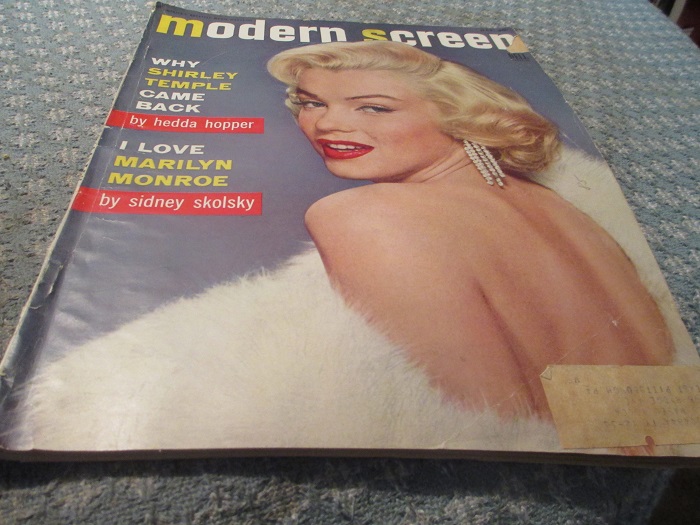 modern screen
WHY
SHIRLEY
TEMPLE
CAME
BACK
by hedda hopper
I LOVE
MARILYN
MONROE
by sidney skolsky